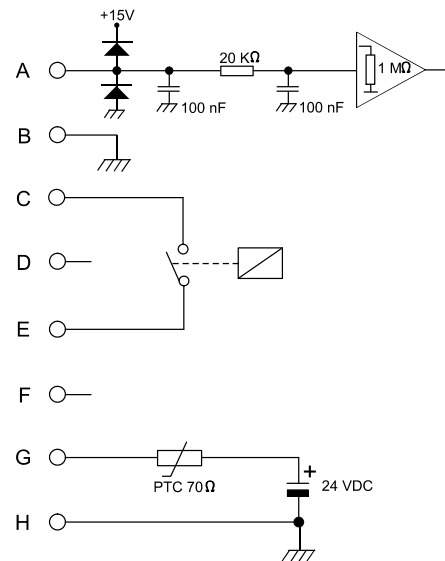 +15V
A
20 KΩ
1 MΩ
100 nF
100 nF
B
C
D
E
F
G
+
PTC 70Ω
24 VDC
H